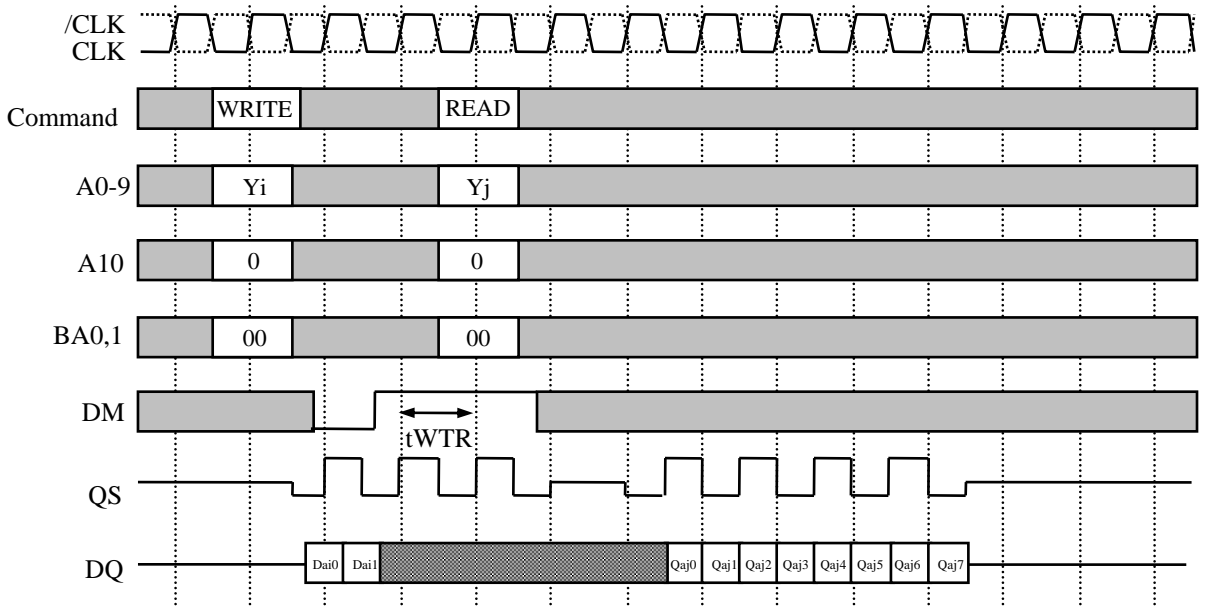 /CLK
CLK
Command WRITE READ
A0-9 Yi Yj
A10 0 0
BA0,1 00 00
DM
tWTR
QS
DQ Dai0 Dai1 Qaj0 Qaj1 Qaj2 Qaj3 Qaj4 Qaj5 Qaj6 Qaj7